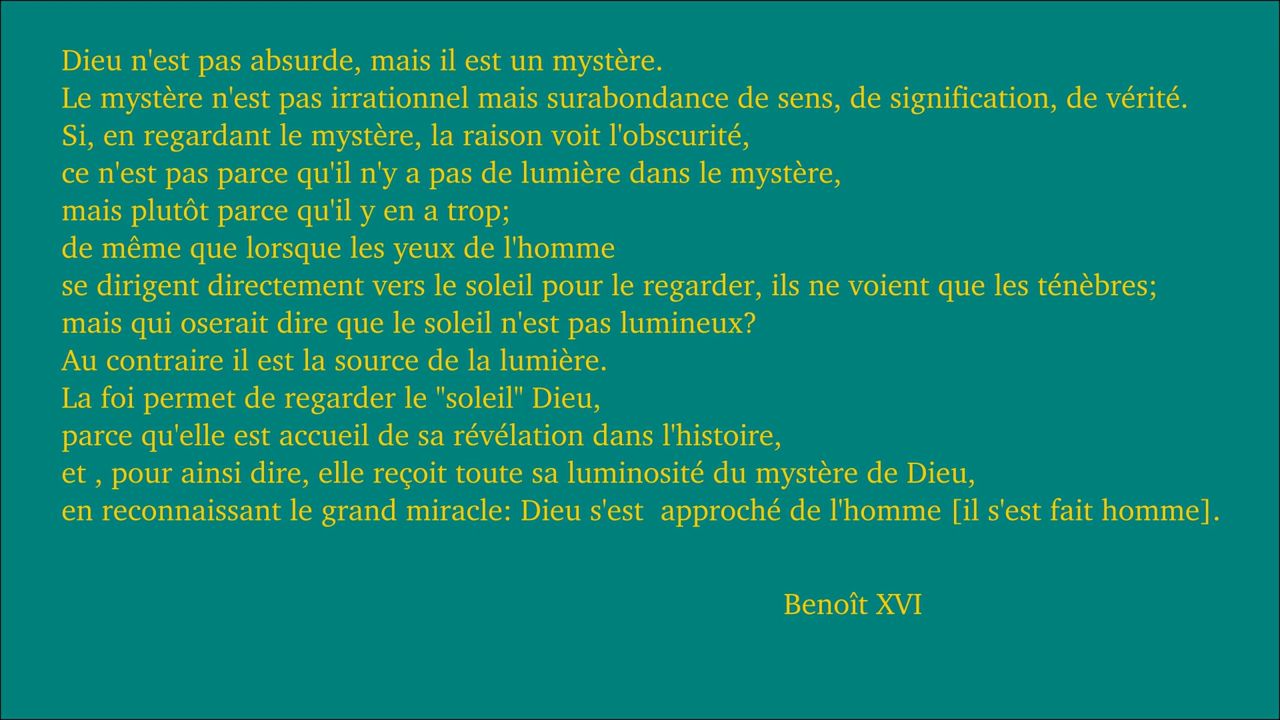 Dieu n'est pas absurde, mais il est un mystère.
Le mystère n'est pas irrationnel mais surabondance de sens, de signification, de vérité.
Si, en regardant le mystère, la raison voit l'obscurité,
ce n'est pas parce qu'il n'y a pas de lumière dans le mystère,
mais plutôt parce qu'il y en a trop;
de même que lorsque les yeux de l'homme
se dirigent directement vers le soleil pour le regarder, ils ne voient que les ténèbres;
mais qui oserait dire que le soleil n'est pas lumineux?
Au contraire il est la source de la lumière.
La foi permet de regarder le "soleil" Dieu,
parce qu'elle est accueil de sa révélation dans l'histoire,
et , pour ainsi dire, elle reçoit toute sa luminosité du mystère de Dieu,
en reconnaissant le grand miracle: Dieu s'est  approché de l'homme [il s'est fait homme].
Benoît XVI